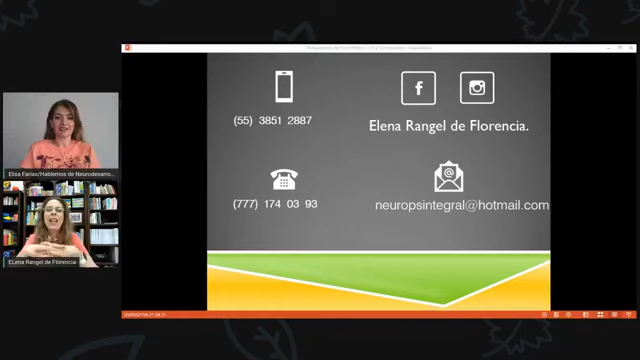 (55) 3851 2887
Elena Rangel de Florencia.
(777) 174 03 93
neuropsintegral@hotmail.com
Elisa Farías/Hablemos de Neurodesarro...
ELena Rangel de Florencia